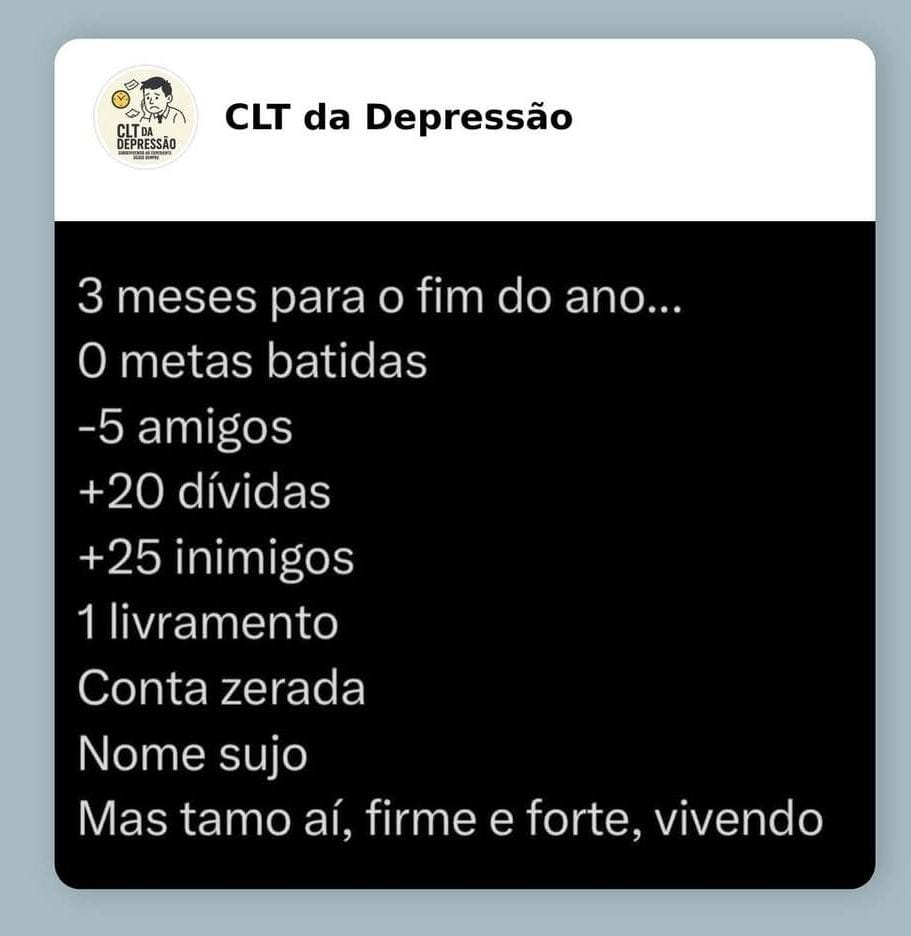 CLT DA
DEPRESSÃO
CLT da Depressão
3 meses para o fim do ano...
0 metas batidas
-5 amigos
+20 dívidas
+25 inimigos
1 livramento
Conta zerada
Nome sujo
Mas tamo aí, firme e forte, vivendo